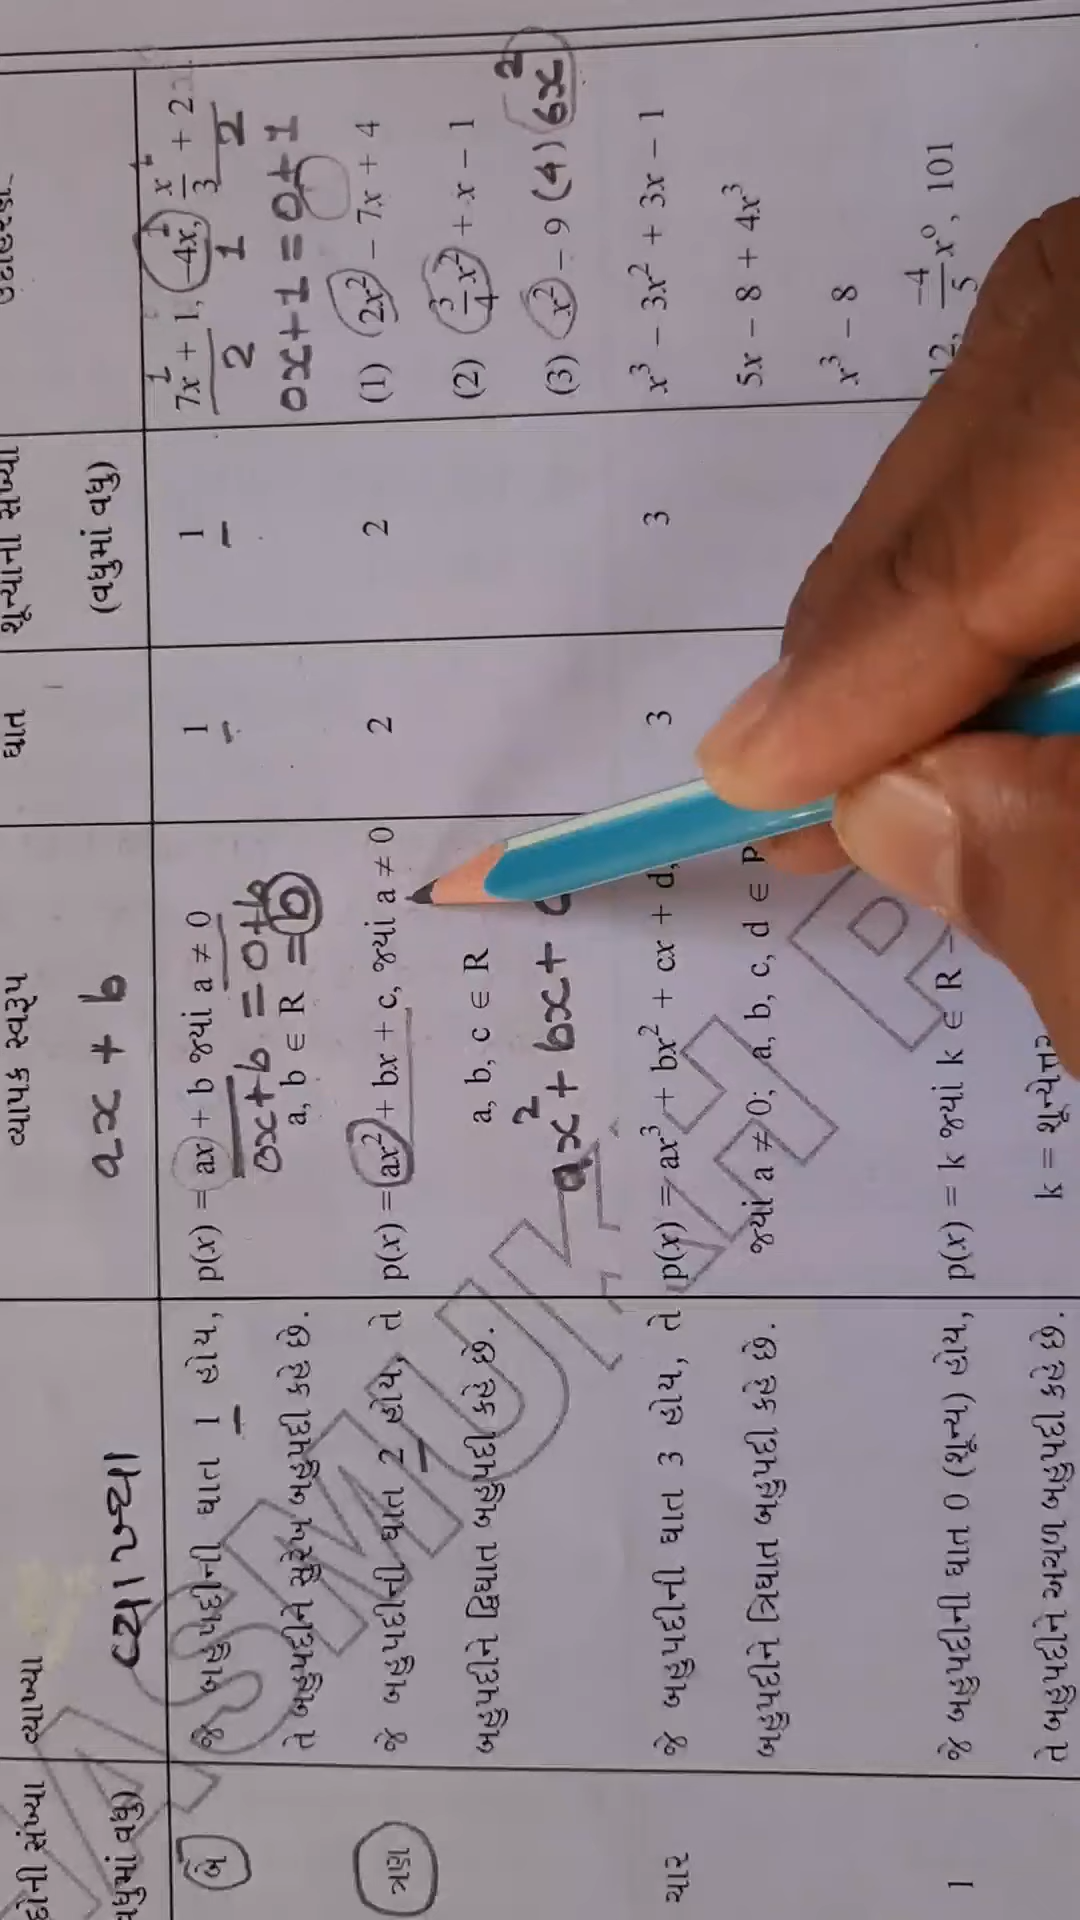 વ્યાખ્યા
વ્યાપક સ્વરૂપ
ઘાત
શૂન્યોની સંખ્યા
(વધુમાં વધુ)
(વધુમાં વધુ)
વ્યાખ્યા
ax + b
બે
જે બહુપદીની ઘાત 1 હોય,
તે બહુપદીને સુરેખ બહુપદી કહે છે.
p(x) = ax + b જ્યાં a ≠ 0
0x+b = 0+b
a, b ∈ R = b
1
1
7x + 1, -4x, x/3 + 2
2 1 2
0x+1=0+1
ત્રણ
જે બહુપદીની ઘાત 2 હોય, તે
બહુપદીને દ્વિઘાત બહુપદી કહે છે.
p(x) = ax² + bx + c, જ્યાં a ≠ 0
a, b, c ∈ R
ax² + bx +
2
2
(1) 2x² - 7x + 4
(2) 3/4 x² + x - 1
(3) x² - 9 (4) 6x²
ચાર
જે બહુપદીની ઘાત 3 હોય, તે
બહુપદીને ત્રિઘાત બહુપદી કહે છે.
p(x) = ax³ + bx² + cx + d,
જ્યાં a ≠ 0; a, b, c, d ∈
3
3
x³ - 3x² + 3x - 1
5x - 8 + 4x³
x³ - 8
1
જે બહુપદીની ઘાત 0 (શૂન્ય) હોય,
તે બહુપદીને અચળ બહુપદી કહે છે.
p(x) = k જ્યાં k ∈ R -
k = શૂન્યેત્તર
12, -4/5 x⁰, 101